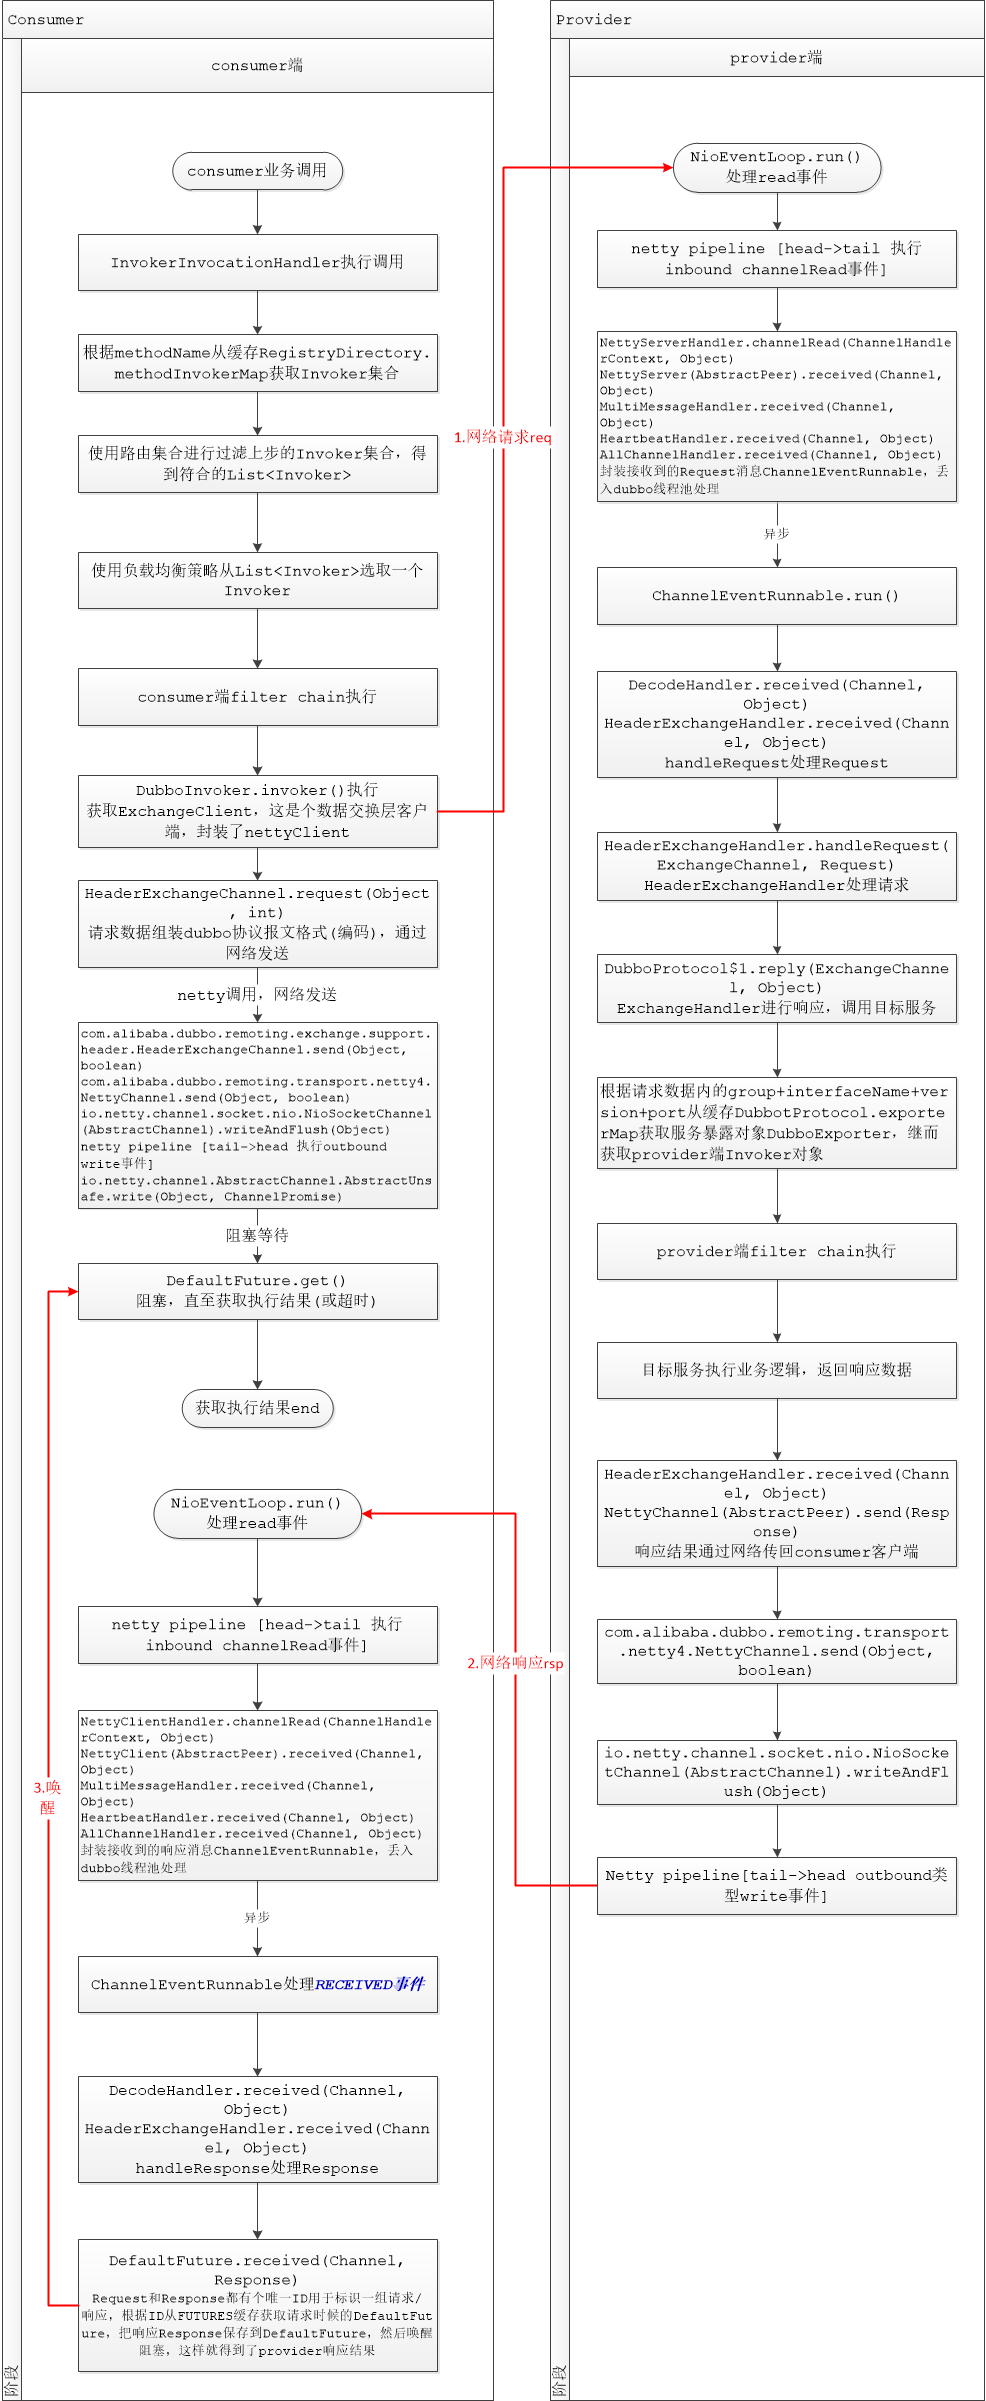 Consumer
consumer端
consumer业务调用
InvokerInvocationHandler执行调用
根据methodName从缓存RegistryDirectory.
methodInvokerMap获取Invoker集合
使用路由集合进行过滤上步的Invoker集合，得
到符合的List<Invoker>
使用负载均衡策略从List<Invoker>选取一个
Invoker
consumer端filter chain执行
DubboInvoker.invoker()执行
获取ExchangeClient，这是个数据交换层客户
端，封装了nettyClient
HeaderExchangeChannel.request(Object
, int)
请求数据组装dubbo协议报文格式(编码)，通过
网络发送
netty调用，网络发送
com.alibaba.dubbo.remoting.exchange.support.
header.HeaderExchangeChannel.send(Object,
boolean)
com.alibaba.dubbo.remoting.transport.netty4.
NettyChannel.send(Object, boolean)
io.netty.channel.socket.nio.NioSocketChannel
(AbstractChannel).writeAndFlush(Object)
netty pipeline [tail->head 执行outbound
write事件]
io.netty.channel.AbstractChannel.AbstractUns
afe.write(Object, ChannelPromise)
阻塞等待
DefaultFuture.get()
阻塞，直至获取执行结果(或超时)
获取执行结果end
NioEventLoop.run()
处理read事件
netty pipeline [head->tail 执行
inbound channelRead事件]
NettyClientHandler.channelRead(ChannelHandle
rContext, Object)
NettyClient(AbstractPeer).received(Channel,
Object)
MultiMessageHandler.received(Channel,
Object)
HeartbeatHandler.received(Channel, Object)
AllChannelHandler.received(Channel, Object)
封装接收到的响应消息ChannelEventRunnable，丢入
dubbo线程池处理
异步
ChannelEventRunnable处理RECEIVED事件
DecodeHandler.received(Channel,
Object)
HeaderExchangeHandler.received(Chann
el, Object)
handleResponse处理Response
DefaultFuture.received(Channel,
Response)
Request和Response都有个唯一ID用于标识一组请求/
响应，根据ID从FUTURES缓存获取请求时候的DefaultFut
ure，把响应Response保存到DefaultFuture，然后唤醒
阻塞，这样就得到了provider响应结果
阶段
1.网络请求req
2.网络响应rsp
3.唤
醒
Provider
provider端
NioEventLoop.run()
处理read事件
netty pipeline [head->tail 执行
inbound channelRead事件]
NettyServerHandler.channelRead(ChannelHandle
rContext, Object)
NettyServer(AbstractPeer).received(Channel,
Object)
MultiMessageHandler.received(Channel,
Object)
HeartbeatHandler.received(Channel, Object)
AllChannelHandler.received(Channel, Object)
封装接收到的Request消息ChannelEventRunnable，丢
入dubbo线程池处理
异步
ChannelEventRunnable.run()
DecodeHandler.received(Channel,
Object)
HeaderExchangeHandler.received(Chann
el, Object)
handleRequest处理Request
HeaderExchangeHandler.handleRequest(
ExchangeChannel, Request)
HeaderExchangeHandler处理请求
DubboProtocol$1.reply(ExchangeChanne
l, Object)
ExchangeHandler进行响应，调用目标服务
根据请求数据内的group+interfaceName+ver
sion+port从缓存DubbotProtocol.exporte
rMap获取服务暴露对象DubboExporter，继而
获取provider端Invoker对象
provider端filter chain执行
目标服务执行业务逻辑，返回响应数据
HeaderExchangeHandler.received(Chann
el, Object)
NettyChannel(AbstractPeer).send(Resp
onse)
响应结果通过网络传回consumer客户端
com.alibaba.dubbo.remoting.transport
.netty4.NettyChannel.send(Object,
boolean)
io.netty.channel.socket.nio.NioSocke
tChannel(AbstractChannel).writeAndFl
ush(Object)
Netty pipeline[tail->head outbound类
型write事件]
阶段